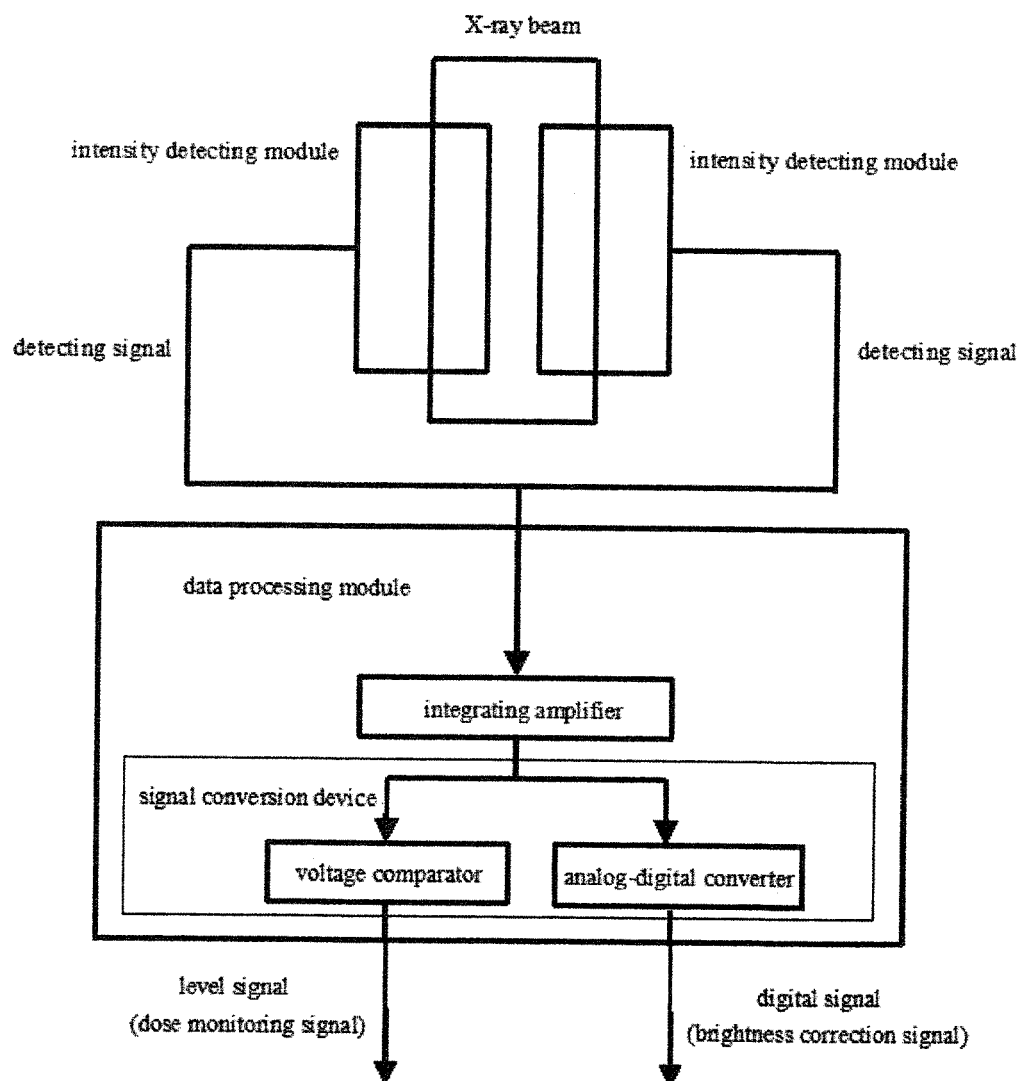 X-ray beam
intensity detecting module
intensity detecting module
detecting signal
detecting signal
data processing module
integrating amplifier
signal conversion device
voltage comparator
analog-digital converter
level signal
(dose monitoring signal)
digital signal
(brightness correction signal)